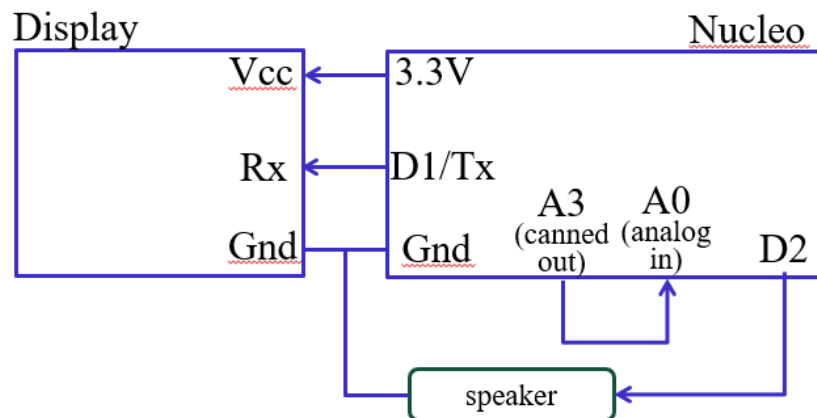 Display
Nucleo
Vcc
3.3V
Rx
D1/Tx
Gnd
Gnd
A3
(canned
out)
A0
(analog
in)
D2
speaker